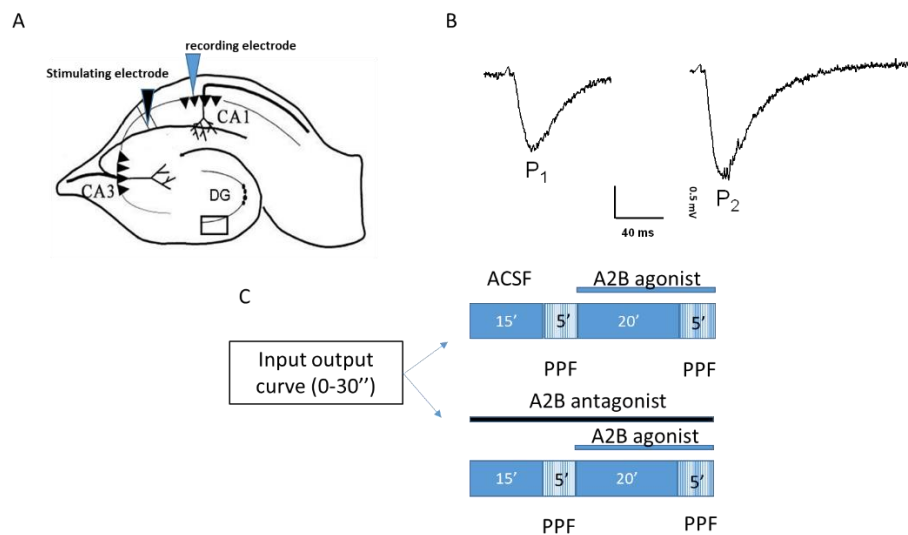 A
B
recording electrode
Stimulating electrode
CA1
CA3
DG
P1
P2
0.5 mV
40 ms
C
ACSF
A2B agonist
15’ 5’ 20’ 5’
PPF PPF
Input output
curve (0-30’’)
A2B antagonist
A2B agonist
15’ 5’ 20’ 5’
PPF PPF